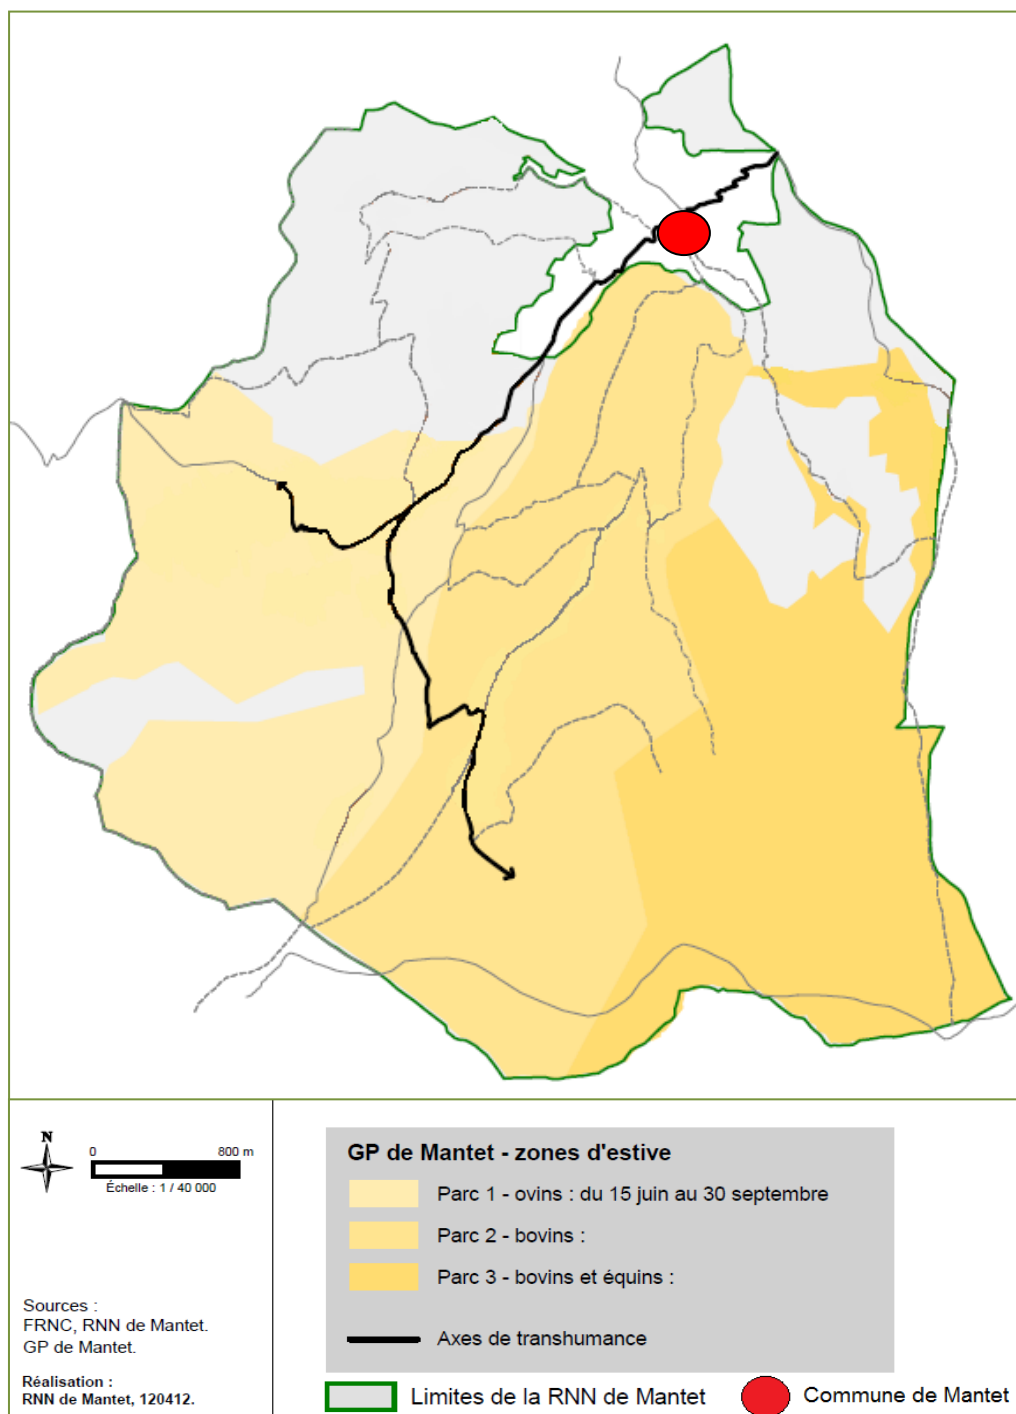 N
0 800 m
Échelle : 1 / 40 000
Sources :
FRNC, RNN de Mantet.
GP de Mantet.
Réalisation :
RNN de Mantet, 120412.
GP de Mantet - zones d'estive
Parc 1 - ovins : du 15 juin au 30 septembre
Parc 2 - bovins :
Parc 3 - bovins et équins :
Axes de transhumance
Limites de la RNN de Mantet
Commune de Mantet